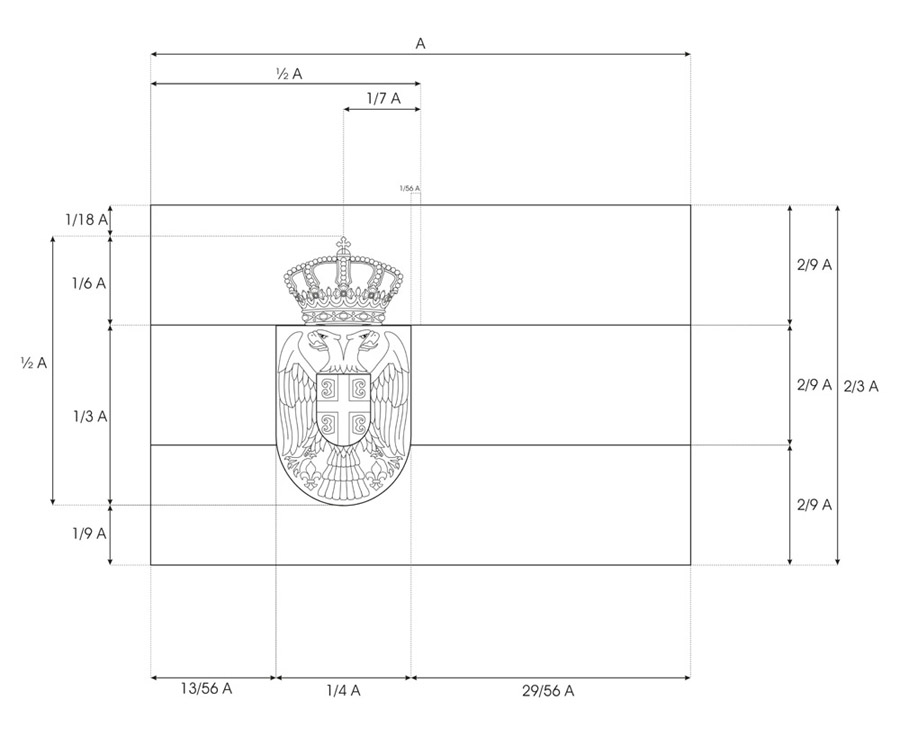 A
½ A
1/7 A
1/56 A
1/18 A
1/6 A
2/9 A
½ A
1/3 A
2/9 A
2/3 A
2/9 A
1/9 A
13/56 A
1/4 A
29/56 A